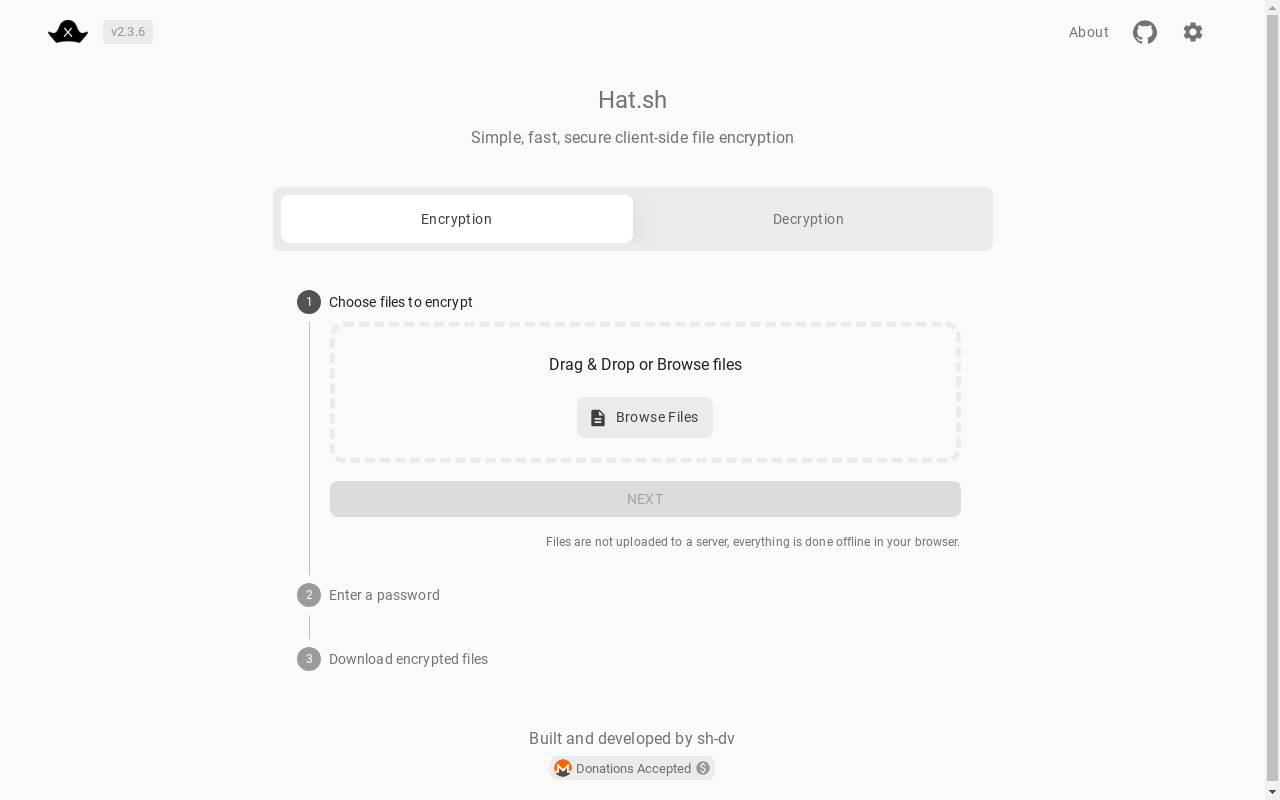 X
v2.3.6
About
Hat.sh
Simple, fast, secure client-side file encryption
Encryption
Decryption
1 Choose files to encrypt
Drag & Drop or Browse files
Browse Files
NEXT
Files are not uploaded to a server, everything is done offline in your browser.
2 Enter a password
3 Download encrypted files
Built and developed by sh-dv
Donations Accepted $